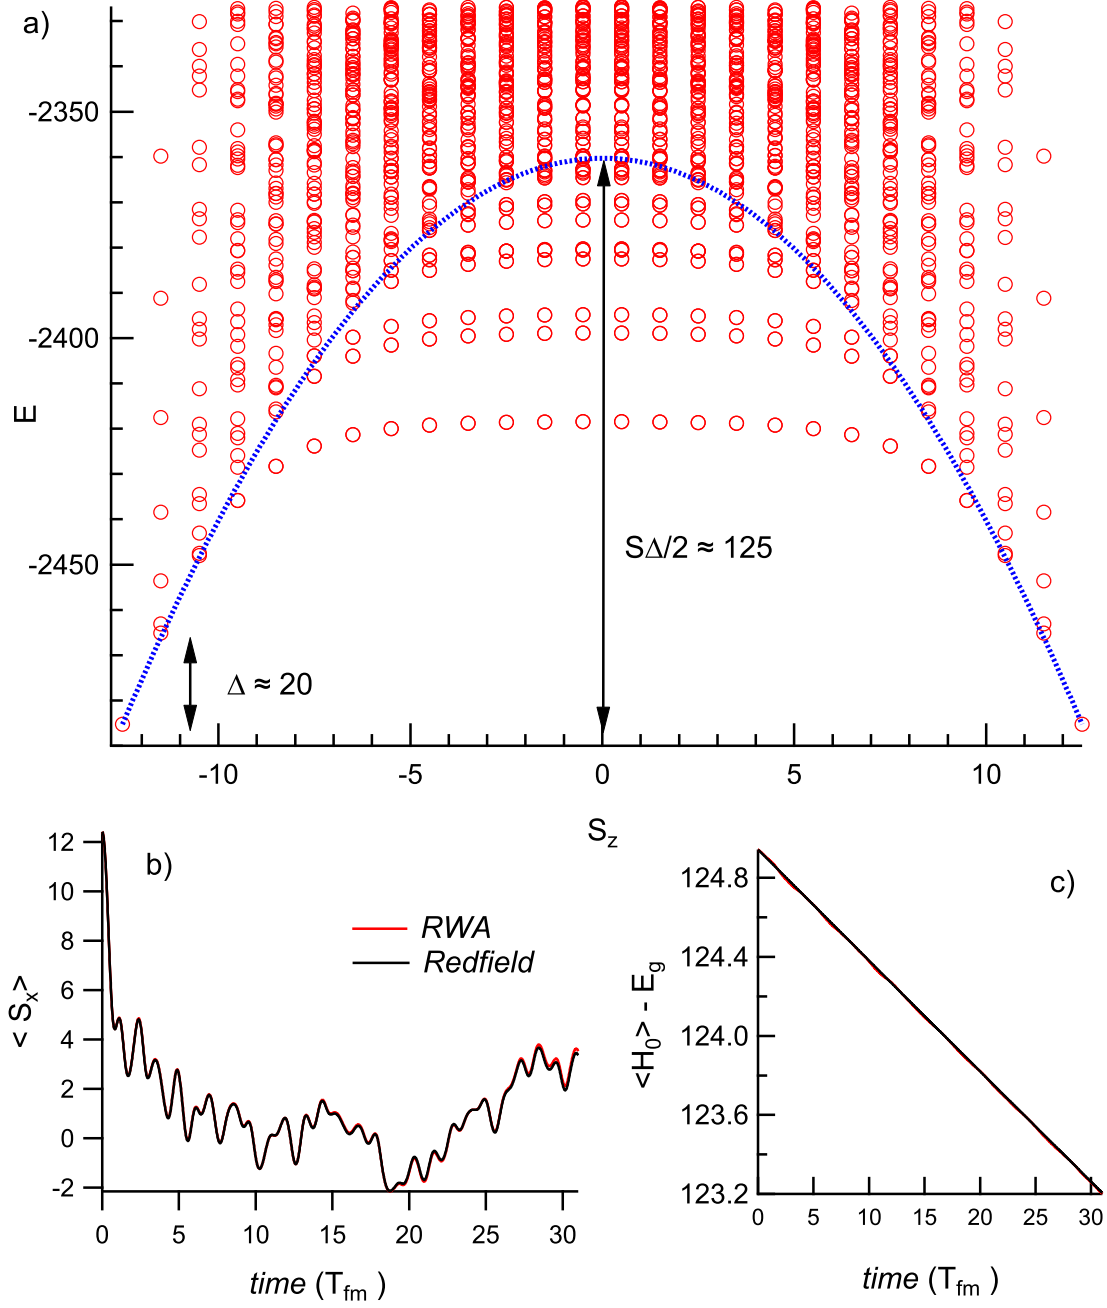 a)
-2350
-2400
E
-2450
SΔ/2 ≈ 125
Δ ≈ 20
-10 -5 0 5 10
S_z
b)
12
10
8
6
4
2
0
-2
< S_x>
RWA
Redfield
0 5 10 15 20 25 30
time (T_fm )
c)
124.8
124.4
124.0
123.6
123.2
<H_0> - E_g
0 5 10 15 20 25 30
time (T_fm )